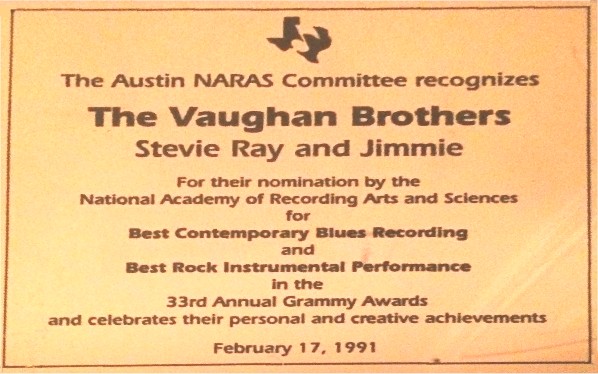 The Austin NARAS Committee recognizes
The Vaughan Brothers
Stevie Ray and Jimmie
For their nomination by the
National Academy of Recording Arts and Sciences
for
Best Contemporary Blues Recording
and
Best Rock Instrumental Performance
in the
33rd Annual Grammy Awards
and celebrates their personal and creative achievements
February 17, 1991